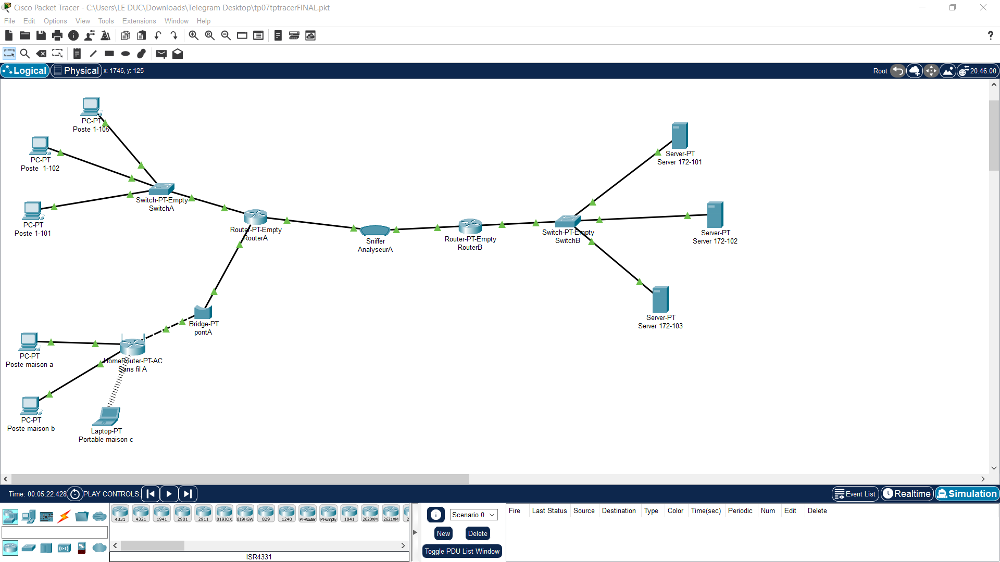 Cisco Packet Tracer - C:\Users\LE DUC\Downloads\Telegram Desktop\tp07tptracerFINAL.pkt
File Edit Options View Tools Extensions Window Help
?
Logical Physical x: 1746, y: 125 Root 20:46:00
PC-PT
Poste 1-105
PC-PT
Poste  1-102
PC-PT
Poste 1-101
Switch-PT-Empty
SwitchA
Router-PT-Empty
RouterA
Sniffer
AnalyseurA
Router-PT-Empty
RouterB
Switch-PT-Empty
SwitchB
Server-PT
Server 172-101
Server-PT
Server 172-102
Server-PT
Server 172-103
Bridge-PT
pontA
HomeRouter-PT-AC
Sans fil A
PC-PT
Poste maison a
PC-PT
Poste maison b
Laptop-PT
Portable maison c
Time: 00:05:22.428 PLAY CONTROLS: Event List Realtime Simulation
4331 4321 1941 2901 2911 819IOX 819HGW 829 1240 PT-Router PT-Empty 1841 2620XM 2621XM 2
ISR4331
Scenario 0
New Delete
Toggle PDU List Window
Fire Last Status Source Destination Type Color Time(sec) Periodic Num Edit Delete